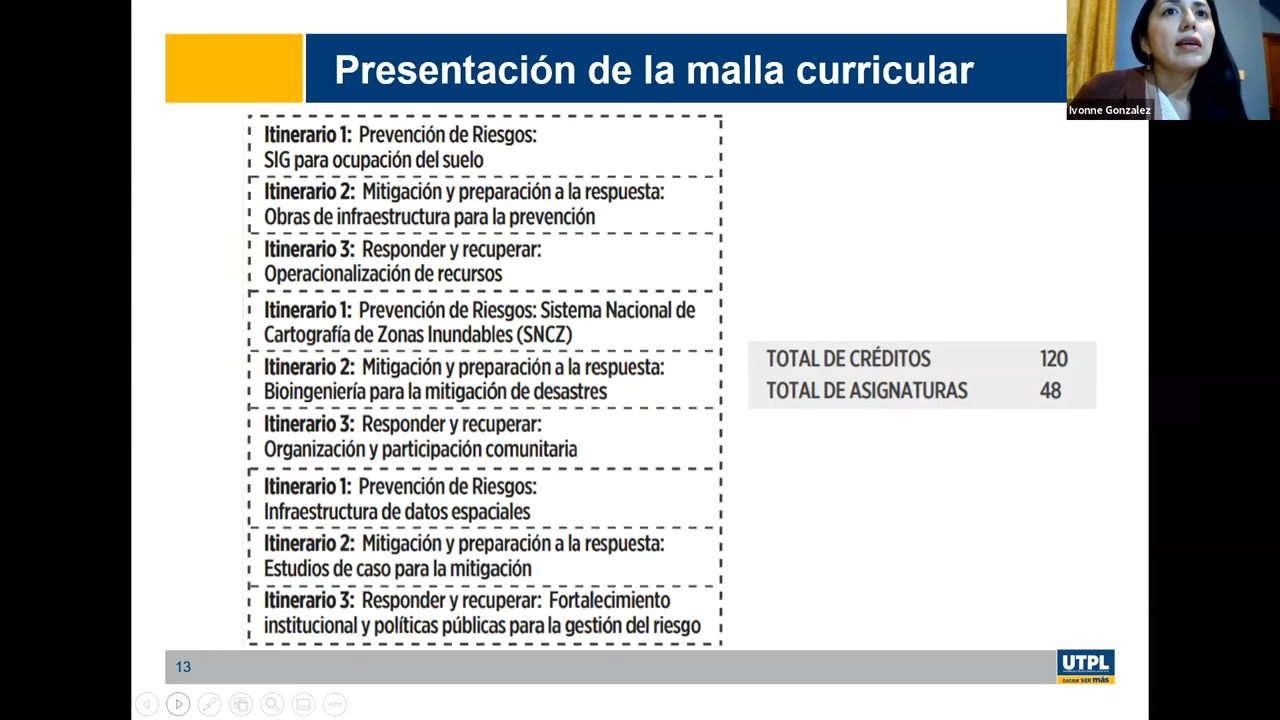 Presentación de la malla curricular
Ivonne Gonzalez
Itinerario 1: Prevención de Riesgos:
SIG para ocupación del suelo
Itinerario 2: Mitigación y preparación a la respuesta:
Obras de infraestructura para la prevención
Itinerario 3: Responder y recuperar:
Operacionalización de recursos
Itinerario 1: Prevención de Riesgos: Sistema Nacional de
Cartografía de Zonas Inundables (SNCZ)
Itinerario 2: Mitigación y preparación a la respuesta:
Bioingeniería para la mitigación de desastres
Itinerario 3: Responder y recuperar:
Organización y participación comunitaria
Itinerario 1: Prevención de Riesgos:
Infraestructura de datos espaciales
Itinerario 2: Mitigación y preparación a la respuesta:
Estudios de caso para la mitigación
Itinerario 3: Responder y recuperar: Fortalecimiento
institucional y políticas públicas para la gestión del riesgo
TOTAL DE CRÉDITOS 120
TOTAL DE ASIGNATURAS 48
13
UTPL
DECIDE SER más